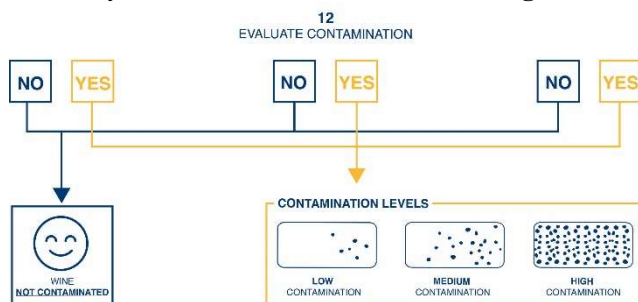 12
EVALUATE CONTAMINATION
NO YES NO YES NO YES
CONTAMINATION LEVELS
WINE
NOT CONTAMINATED
LOW
CONTAMINATION
MEDIUM
CONTAMINATION
HIGH
CONTAMINATION